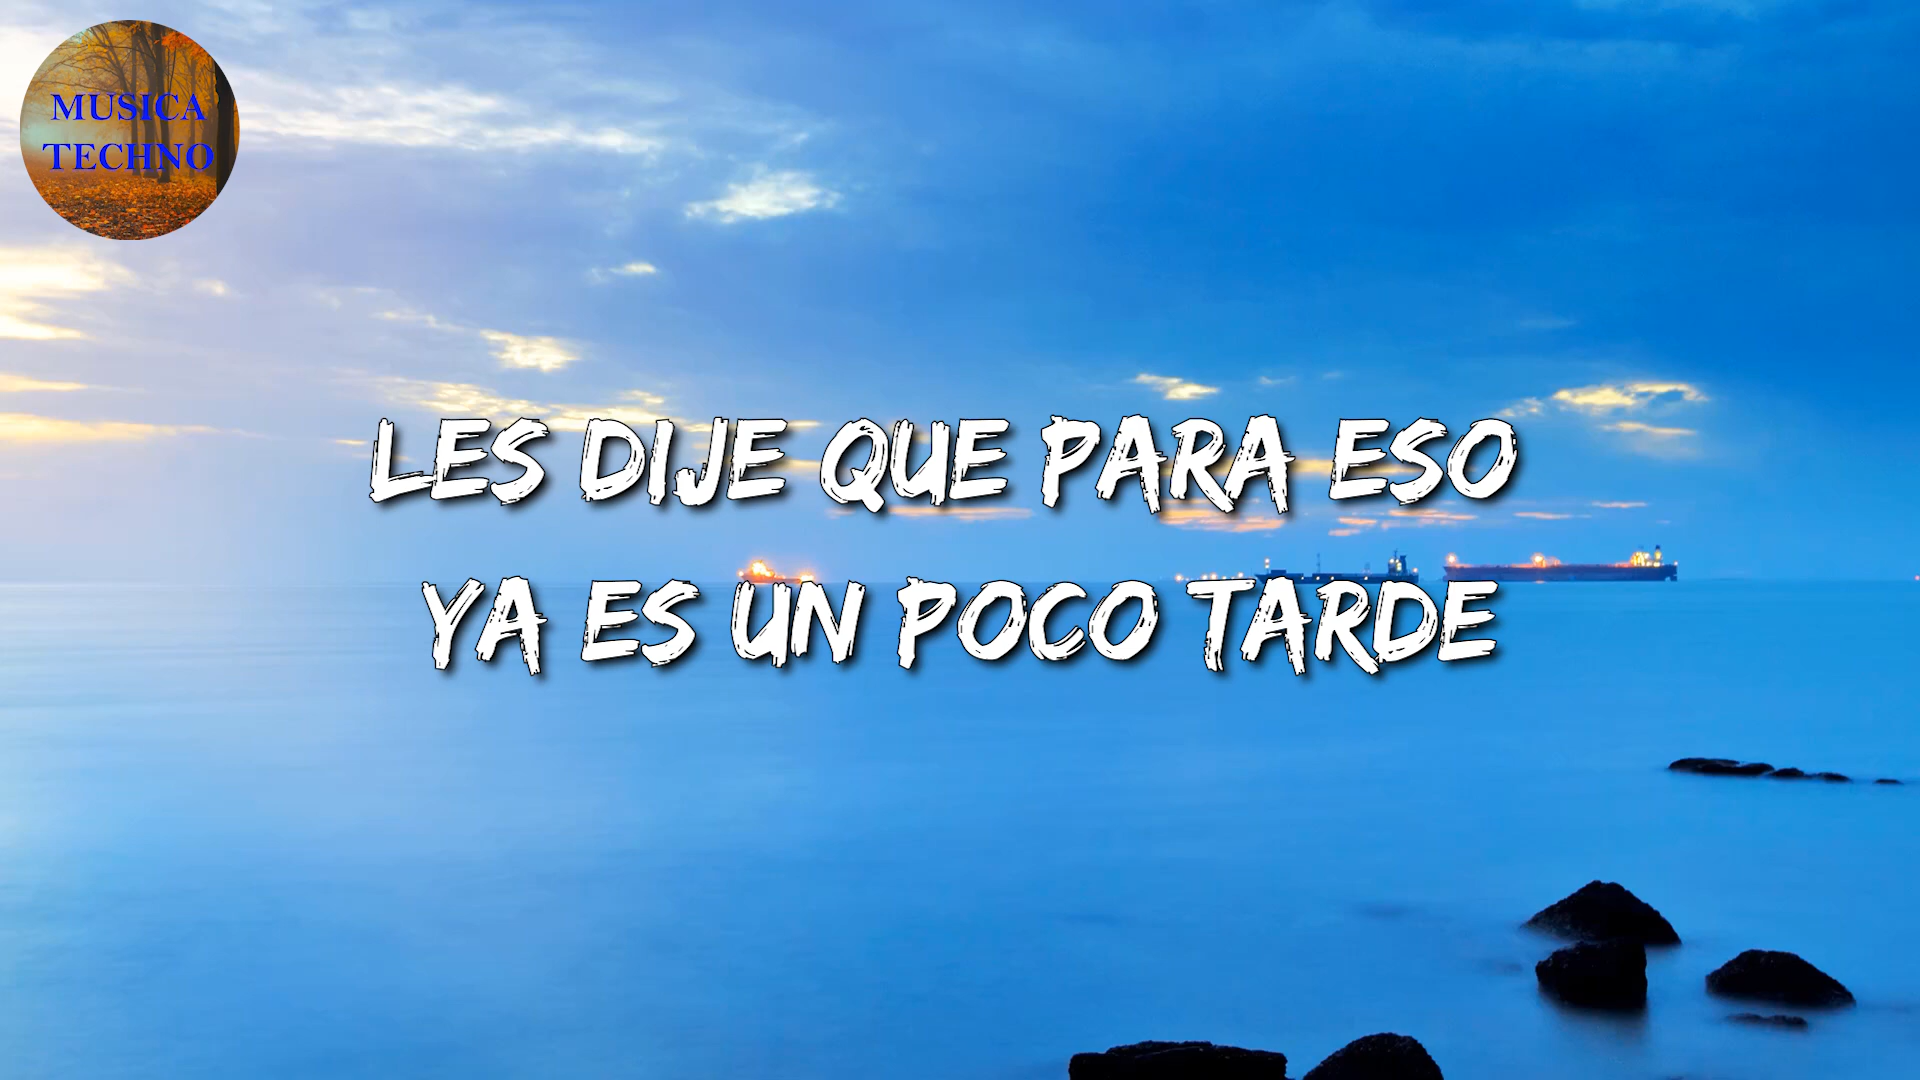 MUSICA
TECHNO
LES DIJE QUE PARA ESO
YA ES UN POCO TARDE